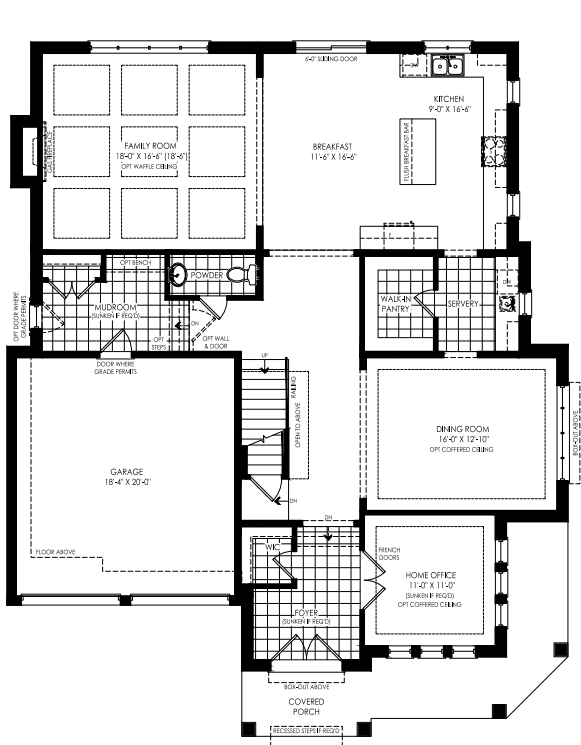 6'-0" SLIDING DOOR
DW
KITCHEN
9'-0" X 16'-6"
FAMILY ROOM
18'-0" X 16'-6" (18'-6")
OPT WAFFLE CEILING
GAS FIREPLACE
BREAKFAST
11'-6" X 16'-6"
FLUSH BREAKFAST BAR
OPT BENCH
POWDER
MUDROOM
(SUNKEN IF REQ'D)
OPT DOOR WHERE
GRADE PERMITS
DN
OPT
STEPS
OPT WALL
& DOOR
WALK-IN
PANTRY
SERVERY
DN
DOOR WHERE
GRADE PERMITS
UP
RAILING
OPEN TO ABOVE
DINING ROOM
16'-0" X 12'-10"
OPT COFFERED CEILING
BOX-OUT ABOVE
GARAGE
18'-4" X 20'-0"
DN
DN
FLOOR ABOVE
WIC
FRENCH
DOORS
HOME OFFICE
11'-0" X 11'-0"
(SUNKEN IF REQ'D)
OPT COFFERED CEILING
FOYER
(SUNKEN IF REQ'D)
BOX-OUT ABOVE
COVERED
PORCH
RECESSED STEPS IF REQ'D